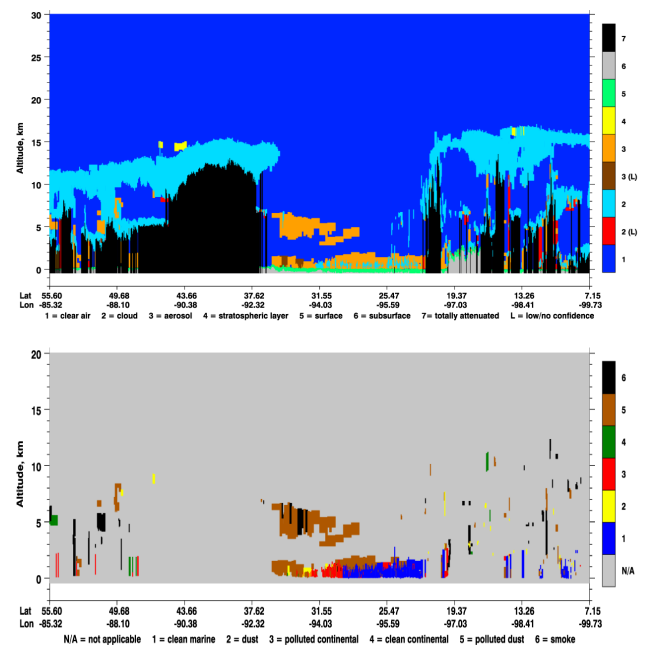 30
25
20
15
10
5
0
Altitude, km
7
6
5
4
3
3 (L)
2
2 (L)
1
Lat 55.60 49.68 43.66 37.62 31.55 25.47 19.37 13.26 7.15
Lon -85.32 -88.10 -90.38 -92.32 -94.03 -95.59 -97.03 -98.41 -99.73
1 = clear air 2 = cloud 3 = aerosol 4 = stratospheric layer 5 = surface 6 = subsurface 7 = totally attenuated L = low/no confidence
20
15
10
5
0
Altitude, km
6
5
4
3
2
1
N/A
Lat 55.60 49.68 43.66 37.62 31.55 25.47 19.37 13.26 7.15
Lon -85.32 -88.10 -90.38 -92.32 -94.03 -95.59 -97.03 -98.41 -99.73
N/A = not applicable 1 = clean marine 2 = dust 3 = polluted continental 4 = clean continental 5 = polluted dust 6 = smoke